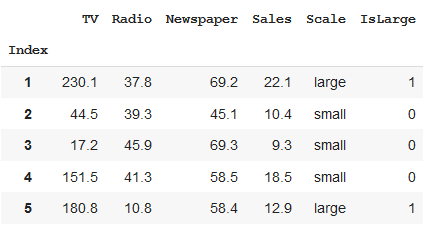 TV Radio Newspaper Sales Scale IsLarge
Index
1 230.1 37.8 69.2 22.1 large 1
2 44.5 39.3 45.1 10.4 small 0
3 17.2 45.9 69.3 9.3 small 0
4 151.5 41.3 58.5 18.5 small 0
5 180.8 10.8 58.4 12.9 large 1